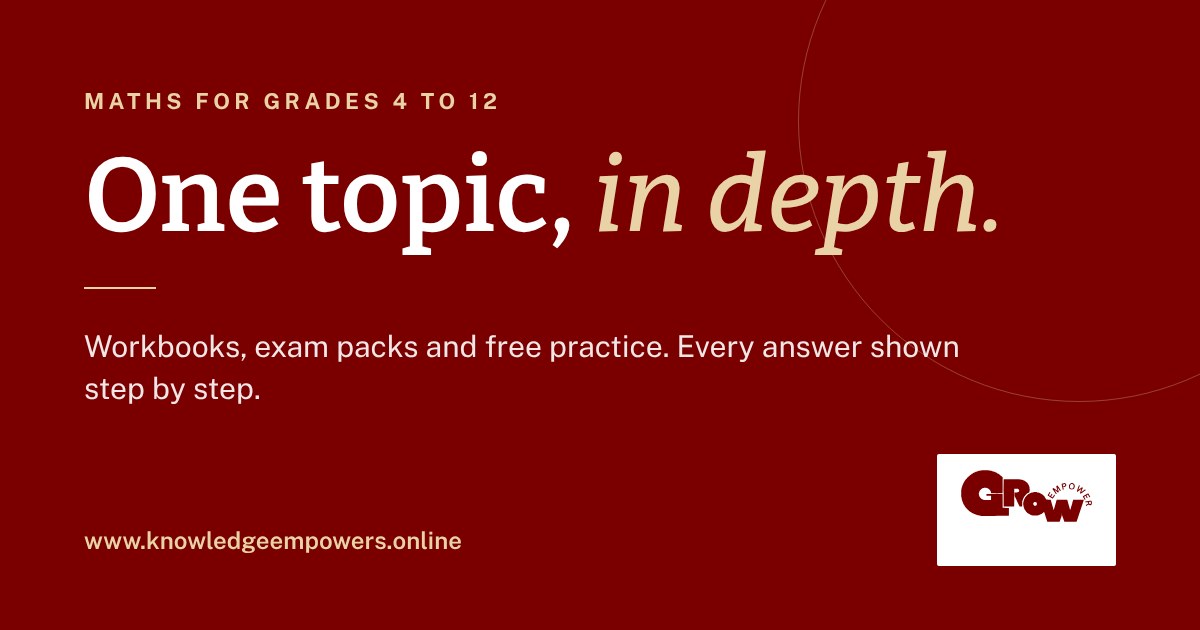 MATHS FOR GRADES 4 TO 12
One topic, in depth.
Workbooks, exam packs and free practice. Every answer shown
step by step.
www.knowledgeempowers.online
GROW
EMPOWER